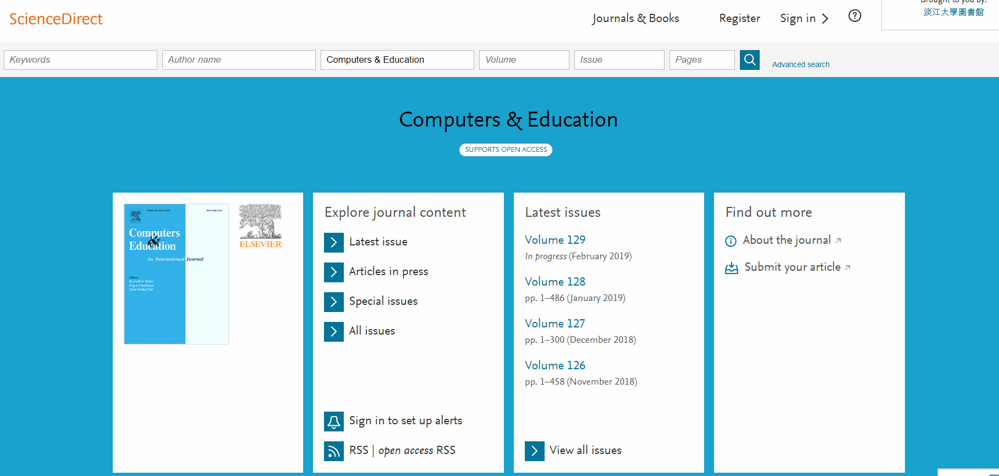 Brought to you by:
ScienceDirect
Journals & Books
Register
Sign in
淡江大學圖書館
Keywords
Author name
Computers & Education
Volume
Issue
Pages
Advanced search
Computers & Education
SUPPORTS OPEN ACCESS
Computers
&
Education
An International Journal
ELSEVIER
Explore journal content
Latest issue
Articles in press
Special issues
All issues
Sign in to set up alerts
RSS | open access RSS
Latest issues
Volume 129
In progress (February 2019)
Volume 128
pp. 1–486 (January 2019)
Volume 127
pp. 1–300 (December 2018)
Volume 126
pp. 1–458 (November 2018)
View all issues
Find out more
About the journal
Submit your article